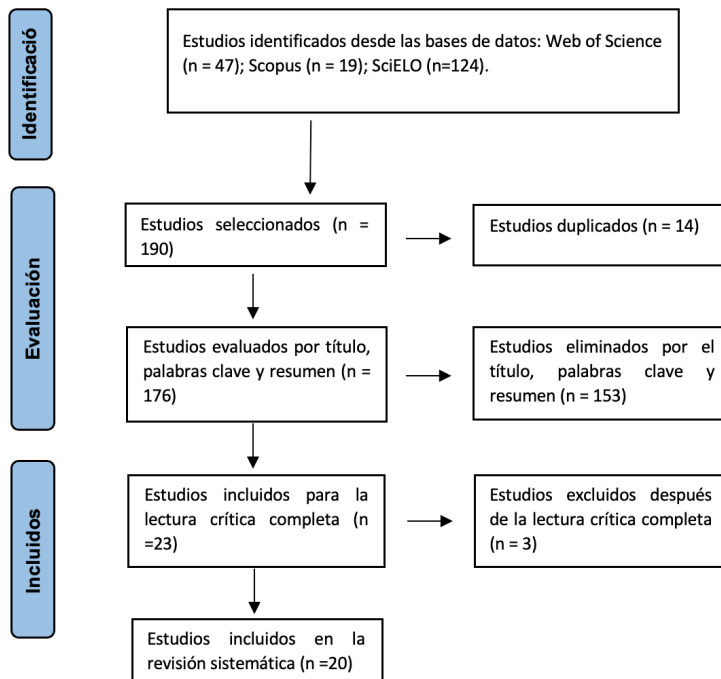 Identificació
Estudios identificados desde las bases de datos: Web of Science
(n = 47); Scopus (n = 19); SciELO (n=124).
Evaluación
Estudios seleccionados (n =
190)
Estudios duplicados (n = 14)
Estudios evaluados por título,
palabras clave y resumen (n =
176)
Estudios eliminados por el
título, palabras clave y
resumen (n = 153)
Incluidos
Estudios incluidos para la
lectura crítica completa (n
=23)
Estudios excluidos después
de la lectura crítica completa
(n = 3)
Estudios incluidos en la
revisión sistemática (n =20)